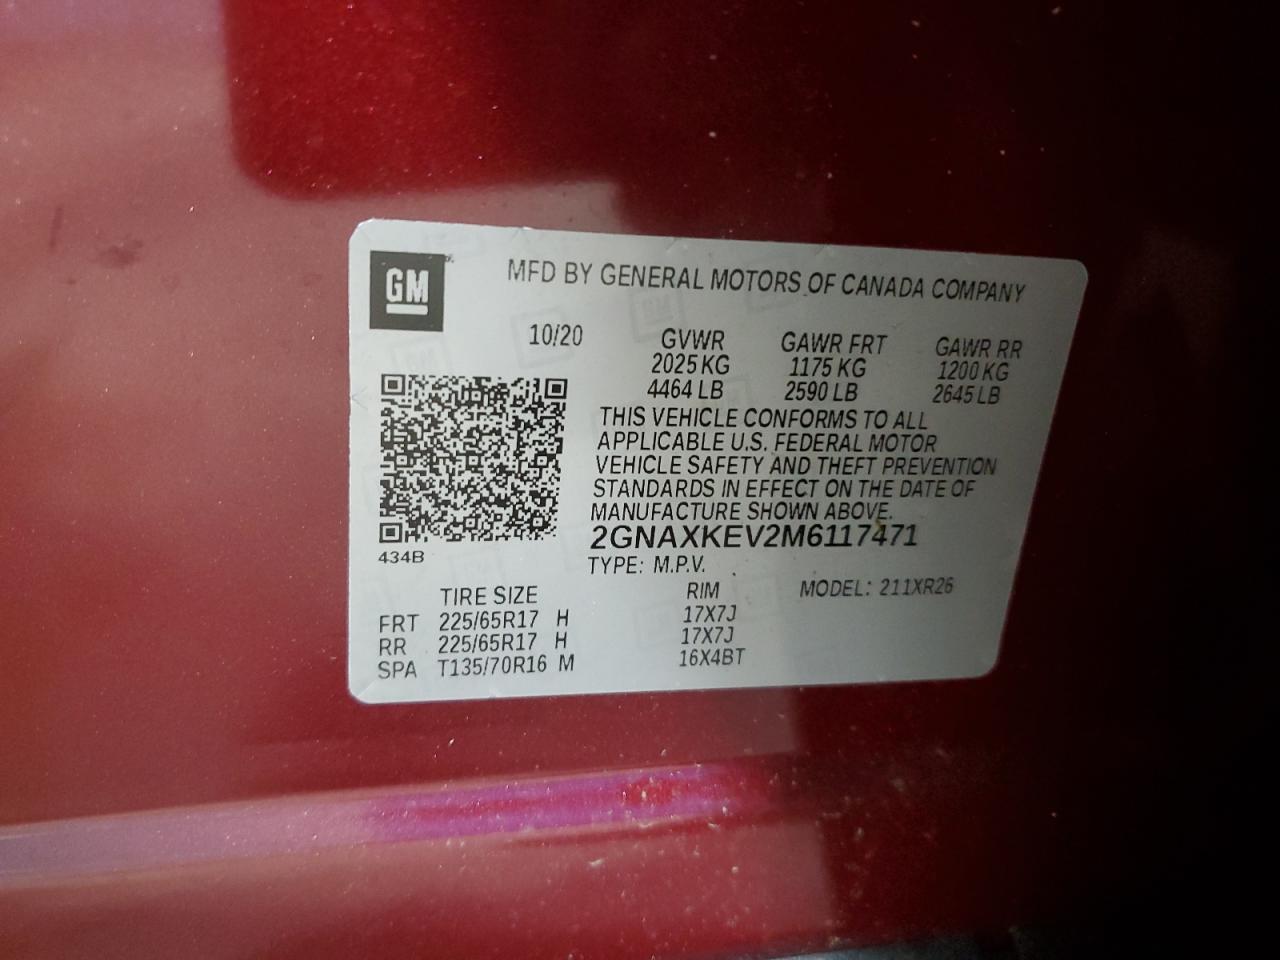 GM
MFD BY GENERAL MOTORS OF CANADA COMPANY
10/20 GVWR GAWR FRT GAWR RR
2025 KG 1175 KG 1200 KG
4464 LB 2590 LB 2645 LB
THIS VEHICLE CONFORMS TO ALL
APPLICABLE U.S. FEDERAL MOTOR
VEHICLE SAFETY AND THEFT PREVENTION
STANDARDS IN EFFECT ON THE DATE OF
MANUFACTURE SHOWN ABOVE.
2GNAXKEV2M6117471
434B
TYPE: M.P.V.
TIRE SIZE RIM MODEL: 211XR26
FRT 225/65R17 H 17X7J
RR 225/65R17 H 17X7J
SPA T135/70R16 M 16X4BT